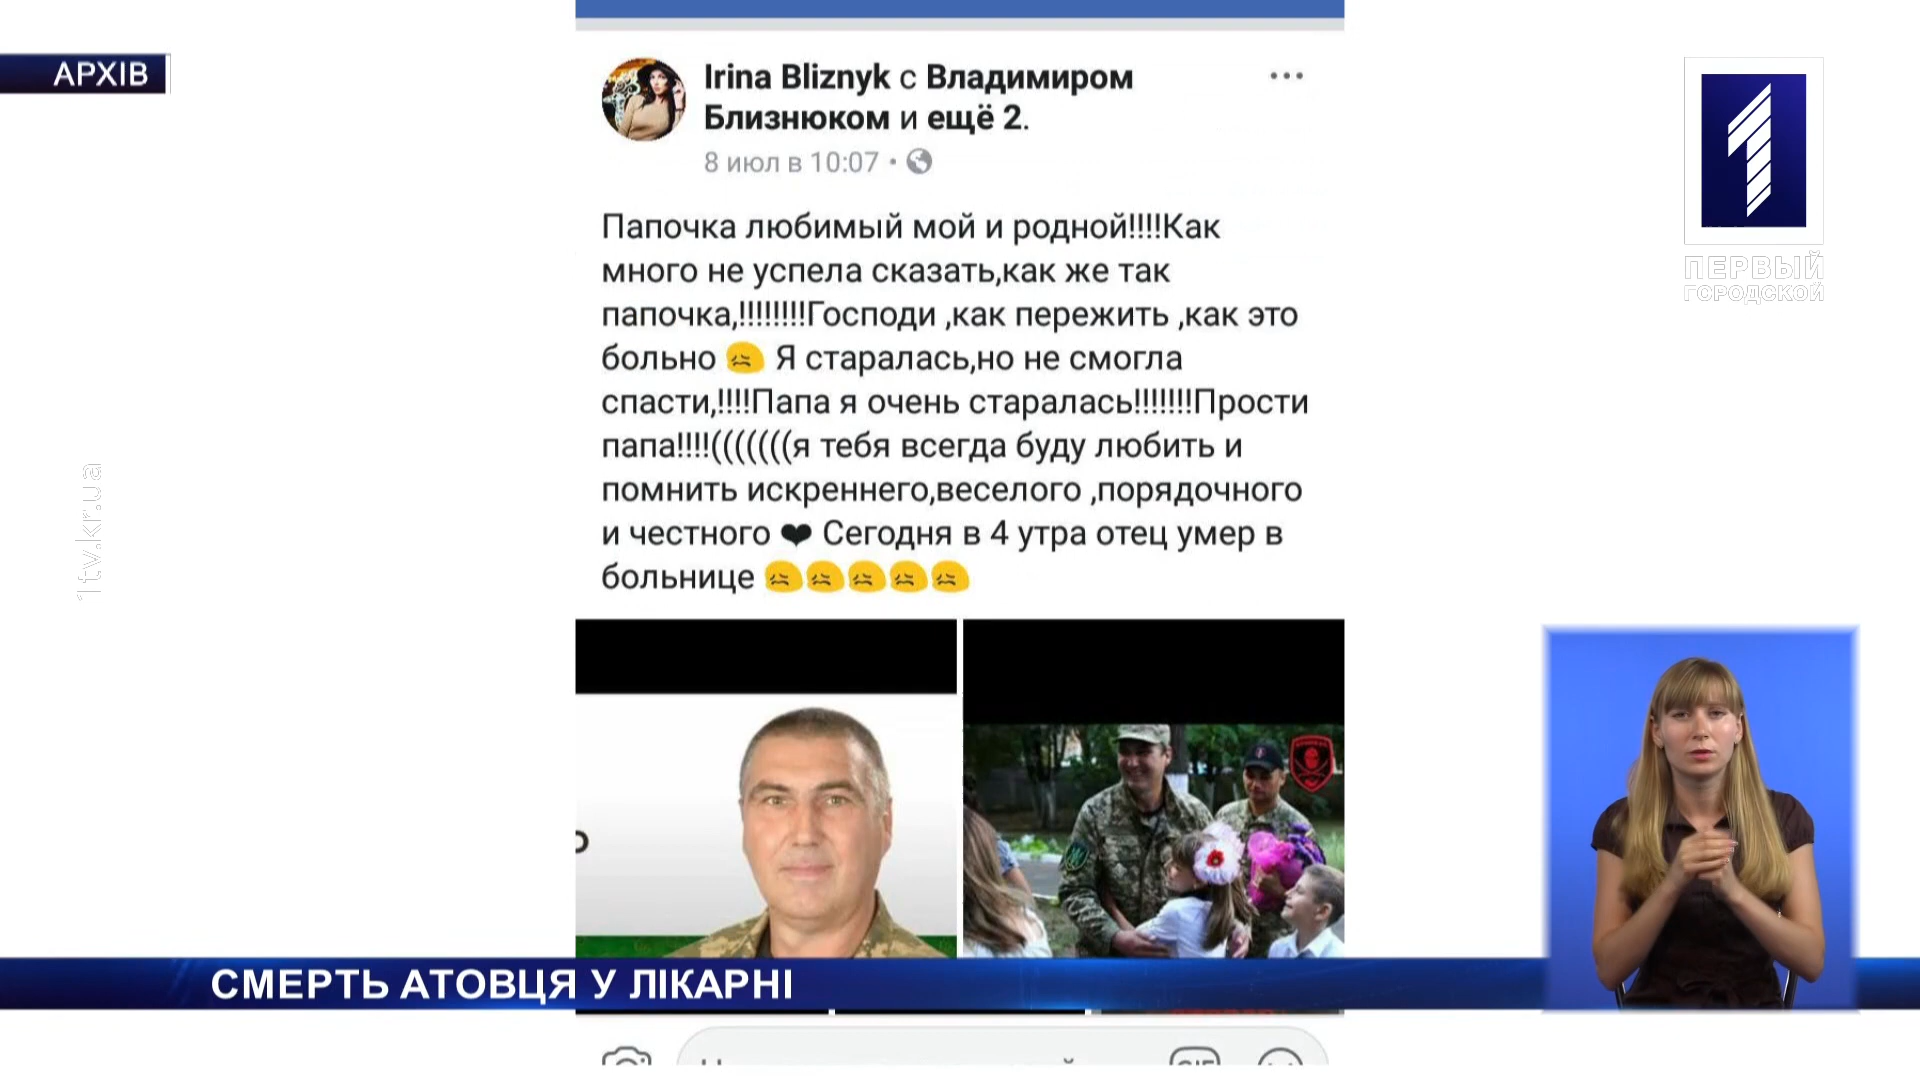 АРХІВ
Irina Bliznyk с Владимиром
Близнюком и ещё 2.
8 июл в 10:07 •
Папочка любимый мой и родной!!!!Как
много не успела сказать,как же так
папочка,!!!!!!!!Господи ,как пережить ,как это
больно 😔 Я старалась,но не смогла
спасти,!!!!Папа я очень старалась!!!!!!!Прости
папа!!!!(((((((я тебя всегда буду любить и
помнить искреннего,веселого ,порядочного
и честного ❤ Сегодня в 4 утра отец умер в
больнице 😔😔😔😔😔
1
ПЕРВЫЙ
ГОРОДСКОЙ
1tv.kr.ua
СМЕРТЬ АТОВЦЯ У ЛІКАРНІ